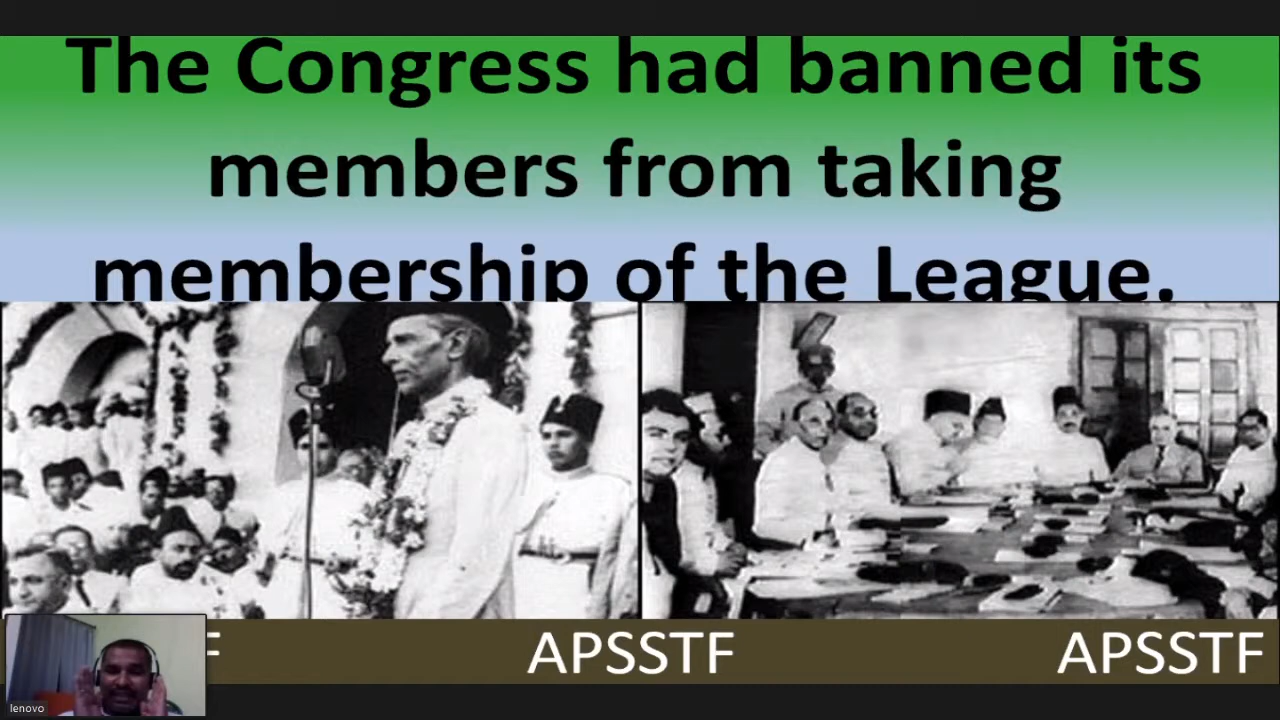 The Congress had banned its
members from taking
membership of the League.
F APSSTF APSSTF
lenovo